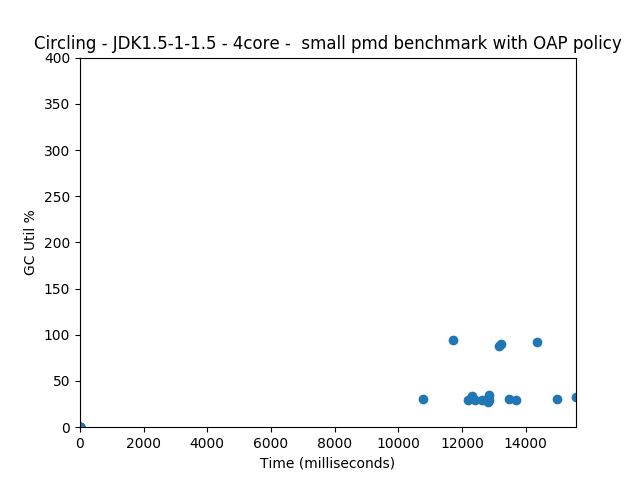 Circling - JDK1.5-1-1.5 - 4core -  small pmd benchmark with OAP policy
400
350
300
250
200
150
100
50
0
GC Util %
0 2000 4000 6000 8000 10000 12000 14000
Time (milliseconds)